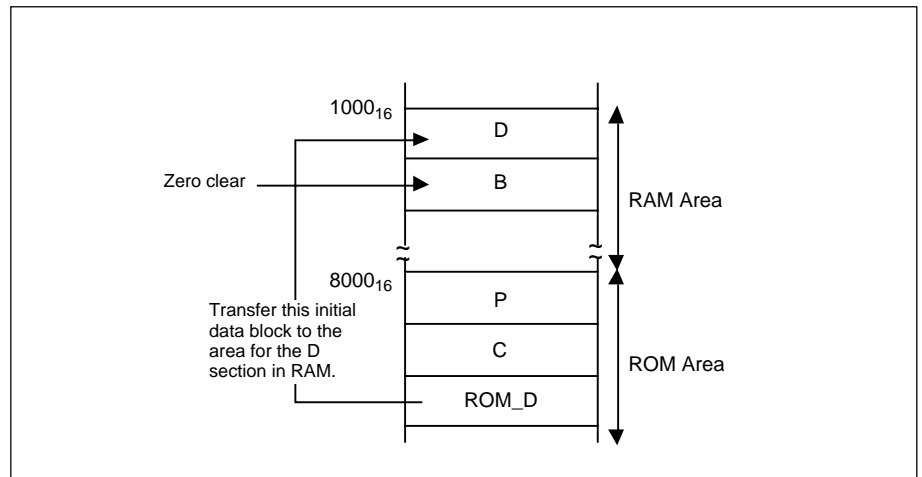 1000₁₆
D
Zero clear
B
RAM Area
~ ~
~ ~
8000₁₆
P
Transfer this initial
data block to the
area for the D
section in RAM.
C
ROM Area
ROM_D